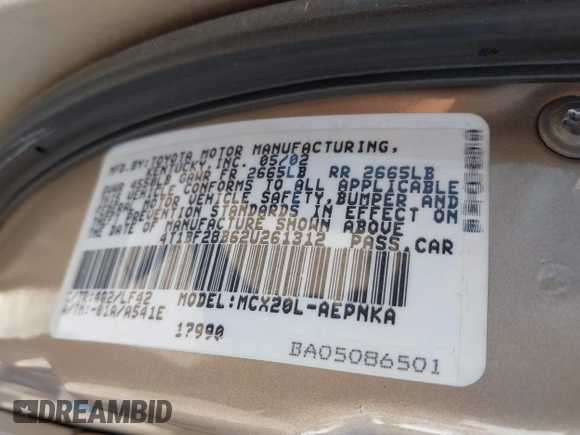 MFD.BY:TOYOTA MOTOR MANUFACTURING,
KENTUCKY INC. 05/02
GVWR 4550LB GAWR FR 2665LB RR 2665LB
THIS VEHICLE CONFORMS TO ALL APPLICABLE
FEDERAL MOTOR VEHICLE SAFETY,BUMPER,AND
THEFT PREVENTION STANDARDS IN EFFECT ON
THE DATE OF MANUFACTURE SHOWN ABOVE
4T1BF28B62U261312 PASS.CAR
C/TR:4B2/LF42 MODEL:MCX20L-AEPNKA
A/TM:-01A/A541E
17990
BA05086501
DREAMBID